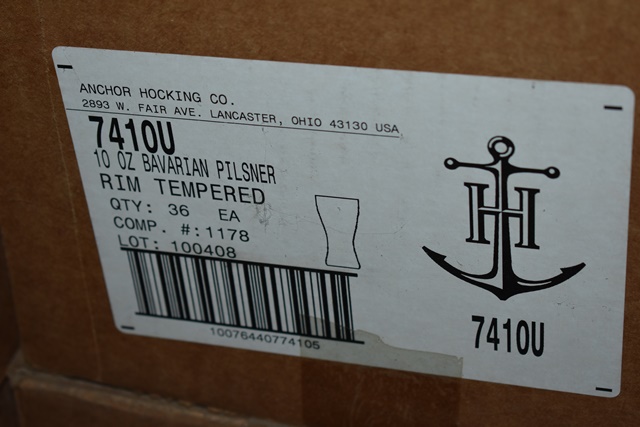 ANCHOR HOCKING CO.
2893 W. FAIR AVE. LANCASTER, OHIO 43130 USA
7410U
10 OZ BAVARIAN PILSNER
RIM TEMPERED
QTY: 36 EA
COMP. #:1178
LOT: 100408
10076440774105
H
7410U